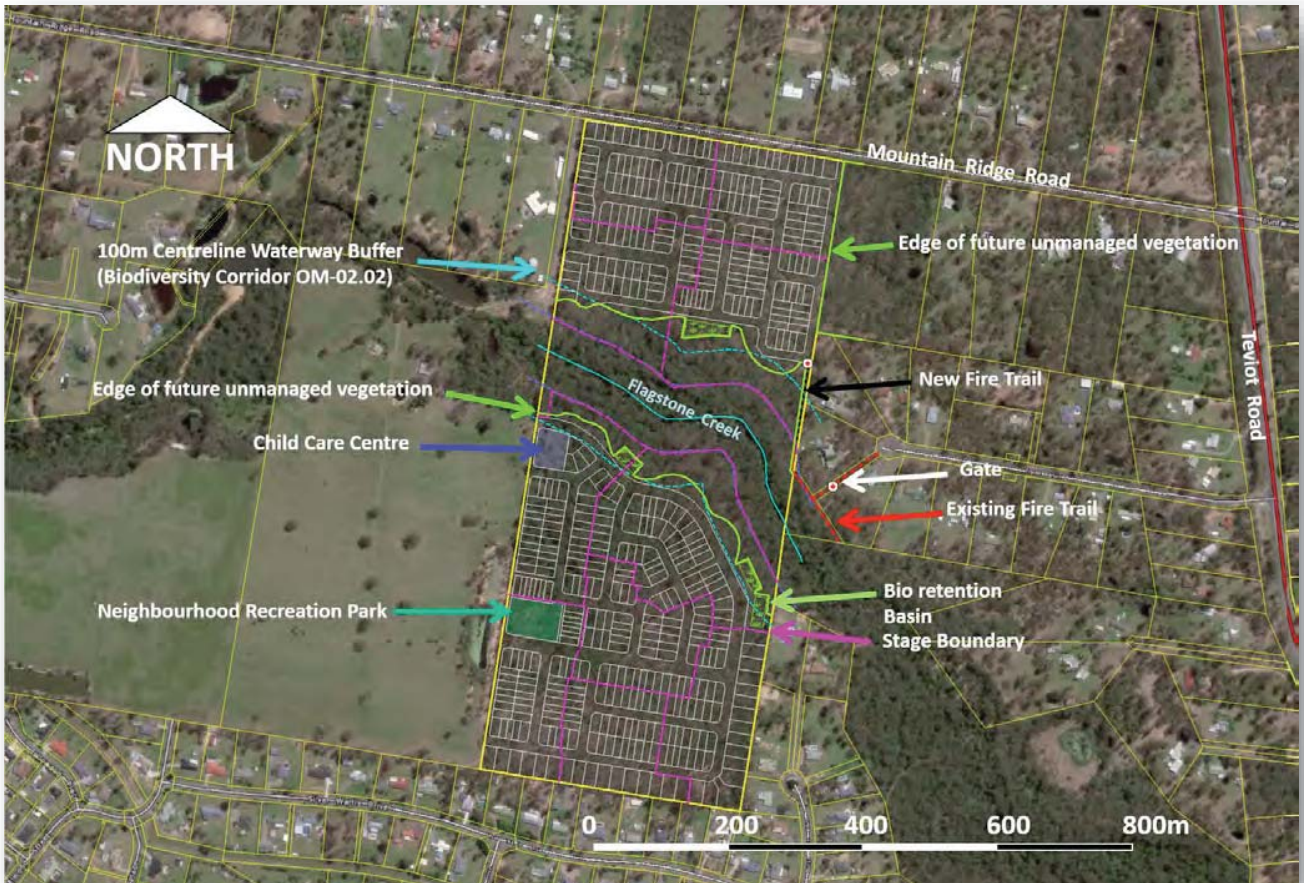 NORTH
Mountain Ridge Road
100m Centreline Waterway Buffer
(Biodiversity Corridor OM-02.02)
Edge of future unmanaged vegetation
Teviot Road
New Fire Trail
Edge of future unmanaged vegetation
Flagstone Creek
Child Care Centre
Gate
Existing Fire Trail
Neighbourhood Recreation Park
Bio retention
Basin
Stage Boundary
0 200 400 600 800m